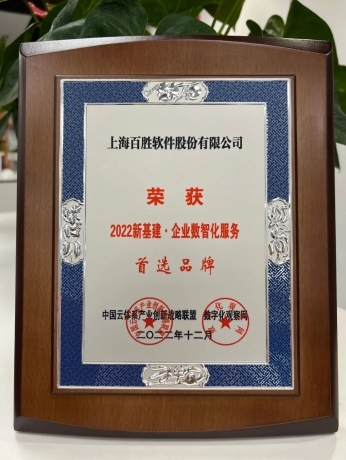 上海百胜软件股份有限公司
荣获
2022新基建·企业数智化服务
首选品牌
中国云体系产业创新战略联盟 数字化观察网
二〇二二年十二月